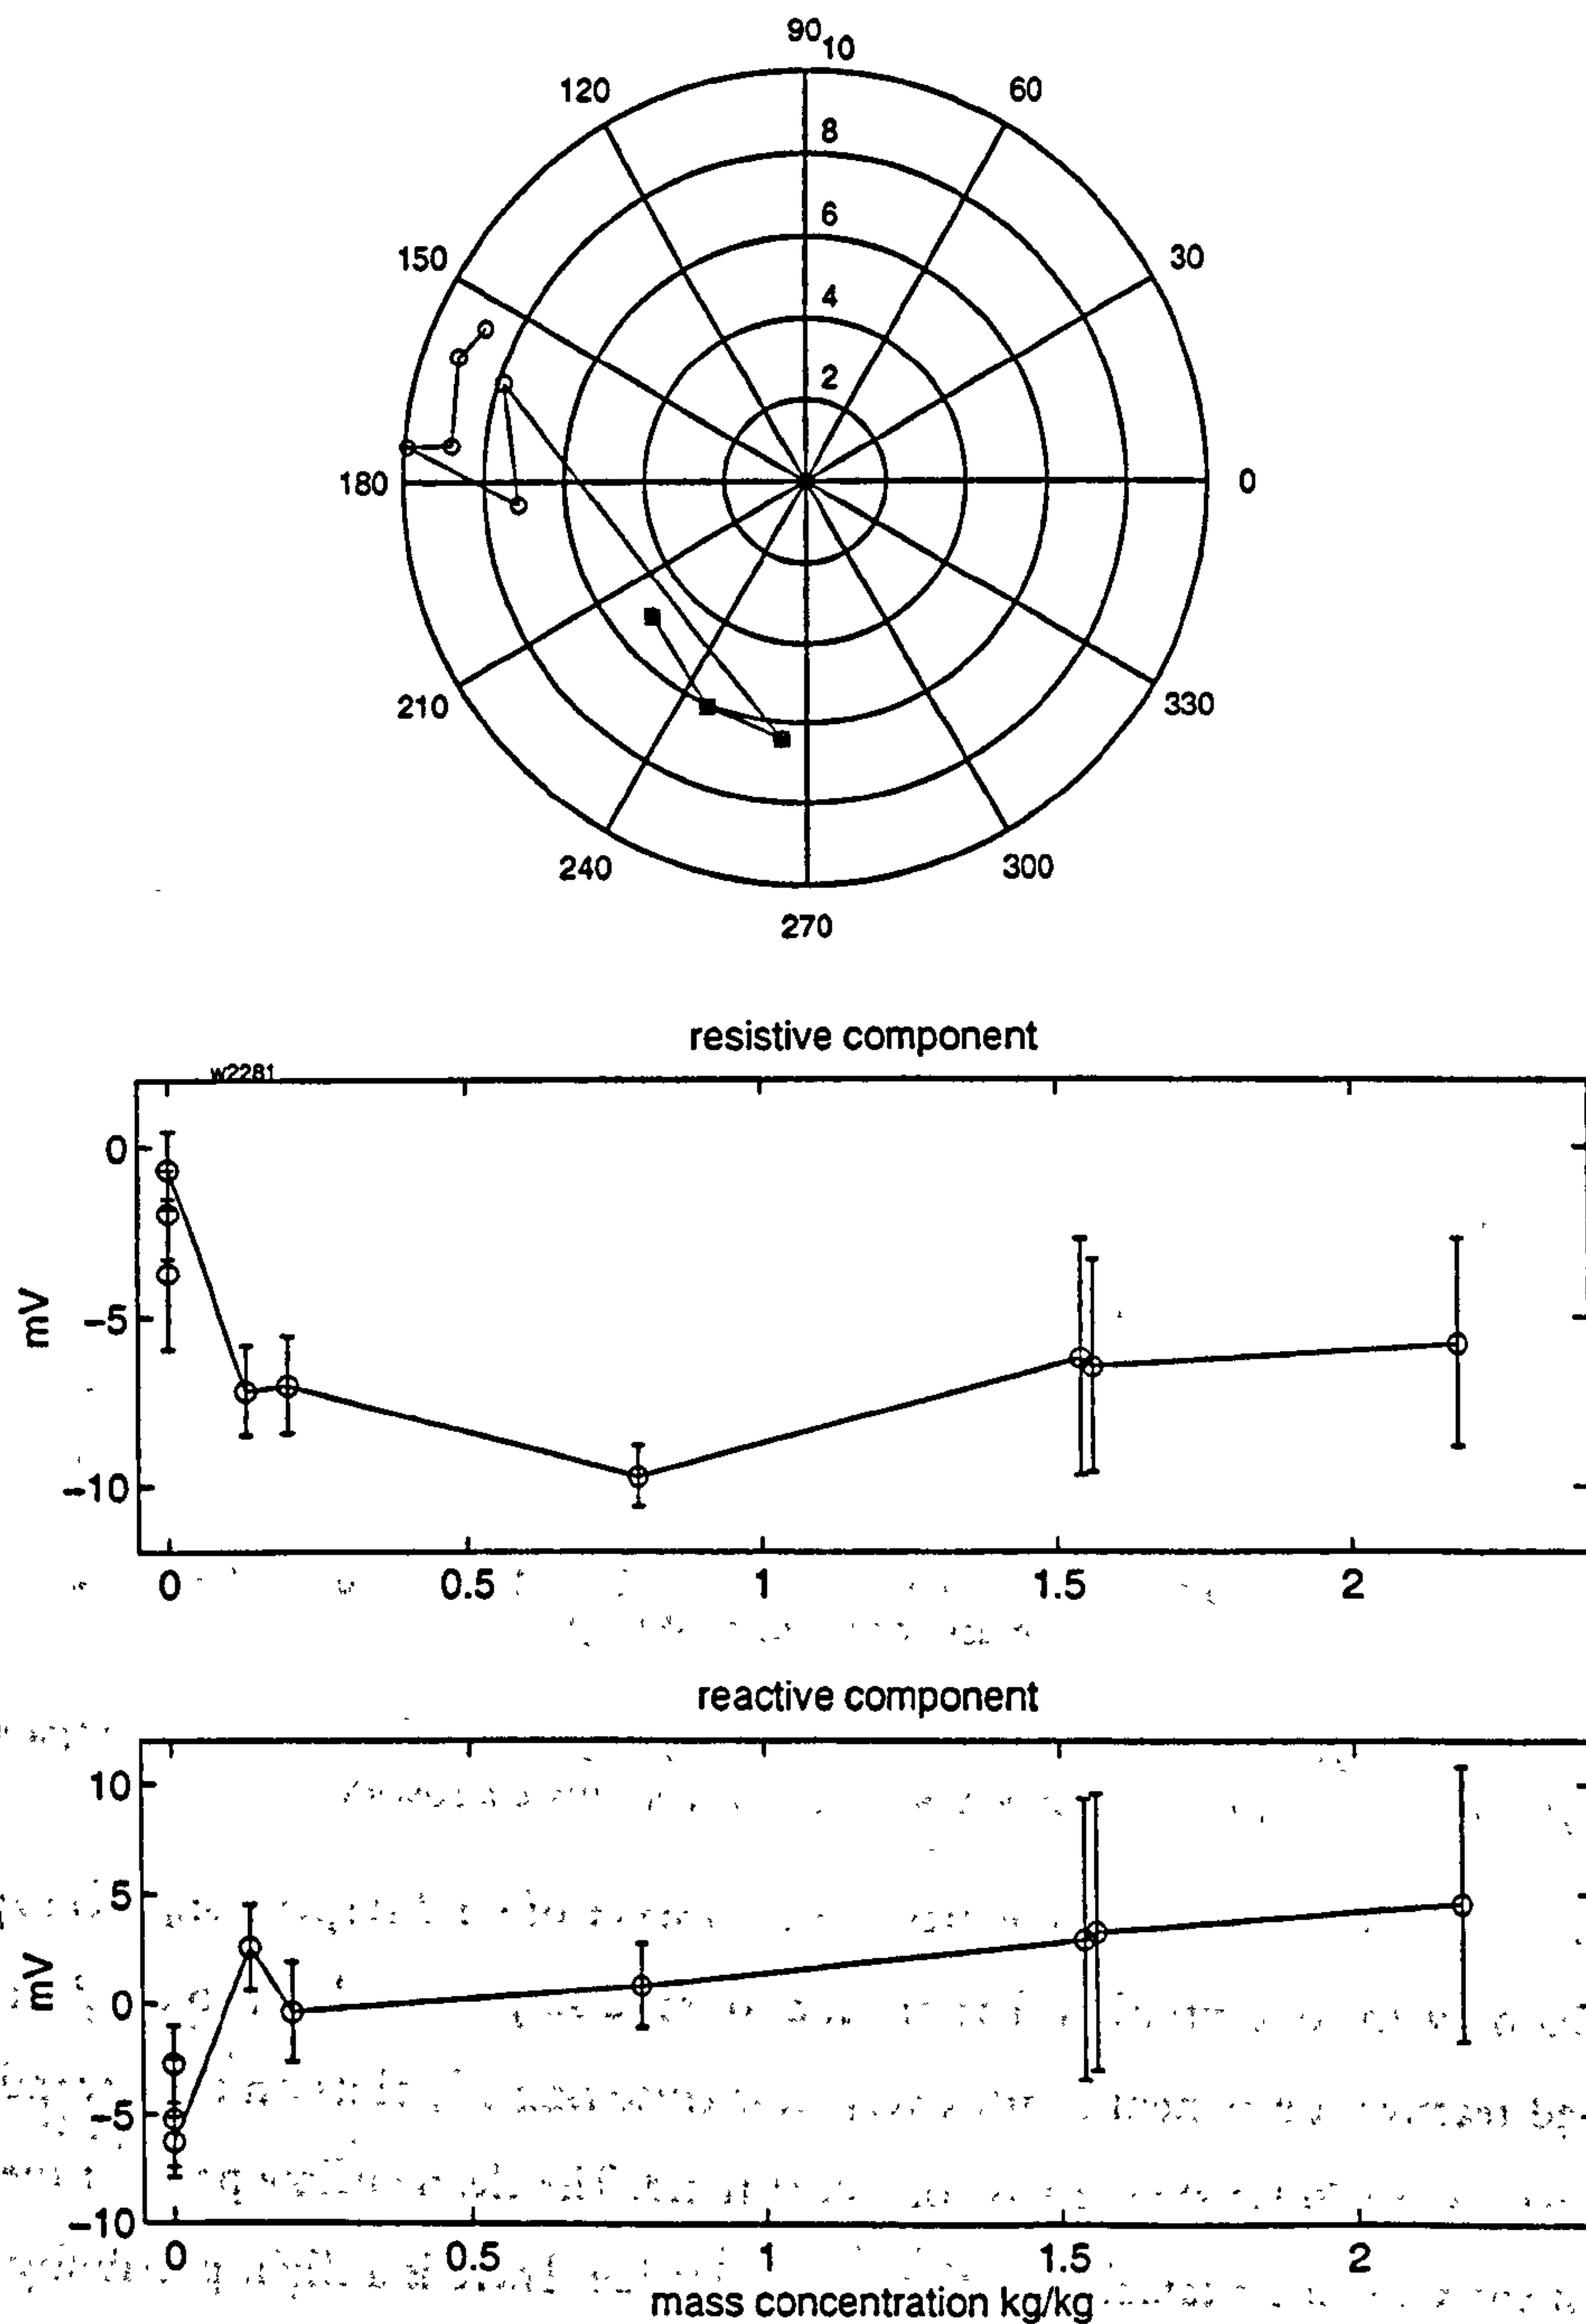 90 10
120 60
8
6
150 30
4
2
180 0
210 330
240 300
270
resistive component
w2281
0
mV
−5
−10
0 0.5 1 1.5 2
reactive component
10
5
mV
0
−5
−10
0 0.5 1 1.5 2
mass concentration kg/kg